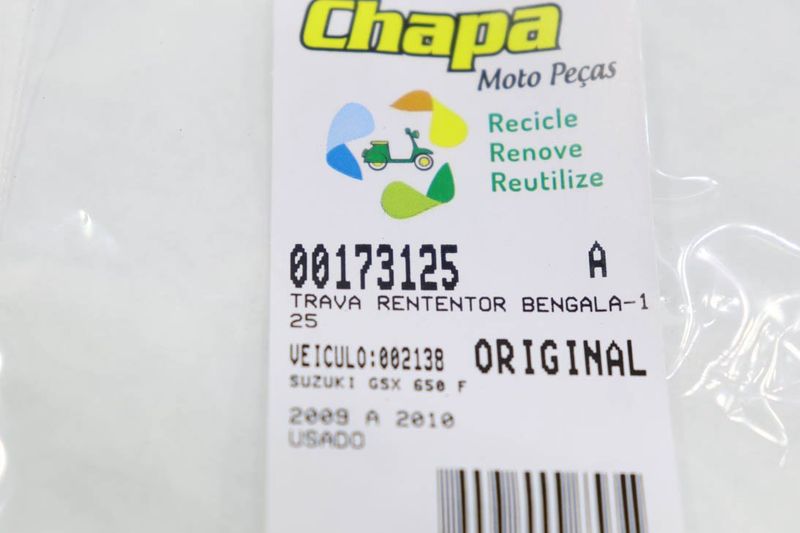 Chapa
Moto Peças
Recicle
Renove
Reutilize
00173125 A
TRAVA RENTENTOR BENGALA-1
25
VEICULO:002138 ORIGINAL
SUZUKI GSX 650 F
2009 A 2010
USADO